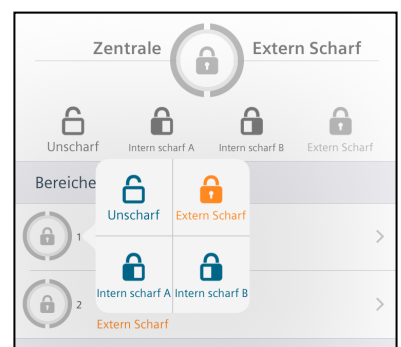 Zentrale Extern Scharf
Unscharf Intern scharf A Intern scharf B Extern Scharf
Bereiche
Unscharf Extern Scharf
1
Intern scharf A Intern scharf B
2
Extern Scharf